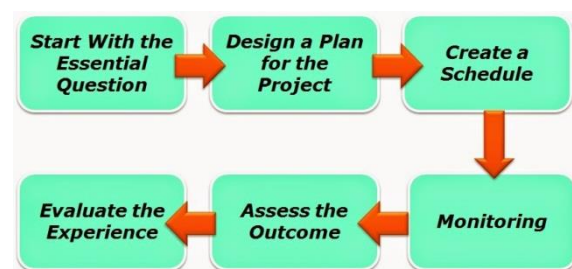 Start With the
Essential
Question
Design a Plan
for the
Project
Create a
Schedule
Monitoring
Assess the
Outcome
Evaluate the
Experience